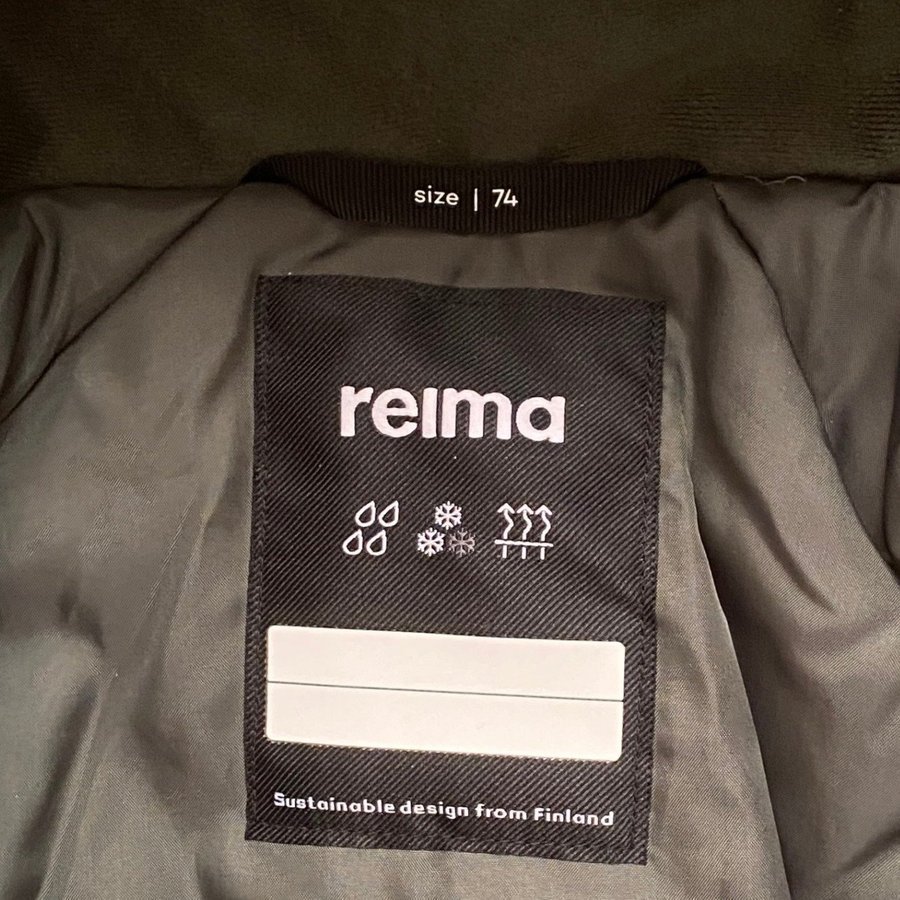 size | 74
reima
Sustainable design from Finland